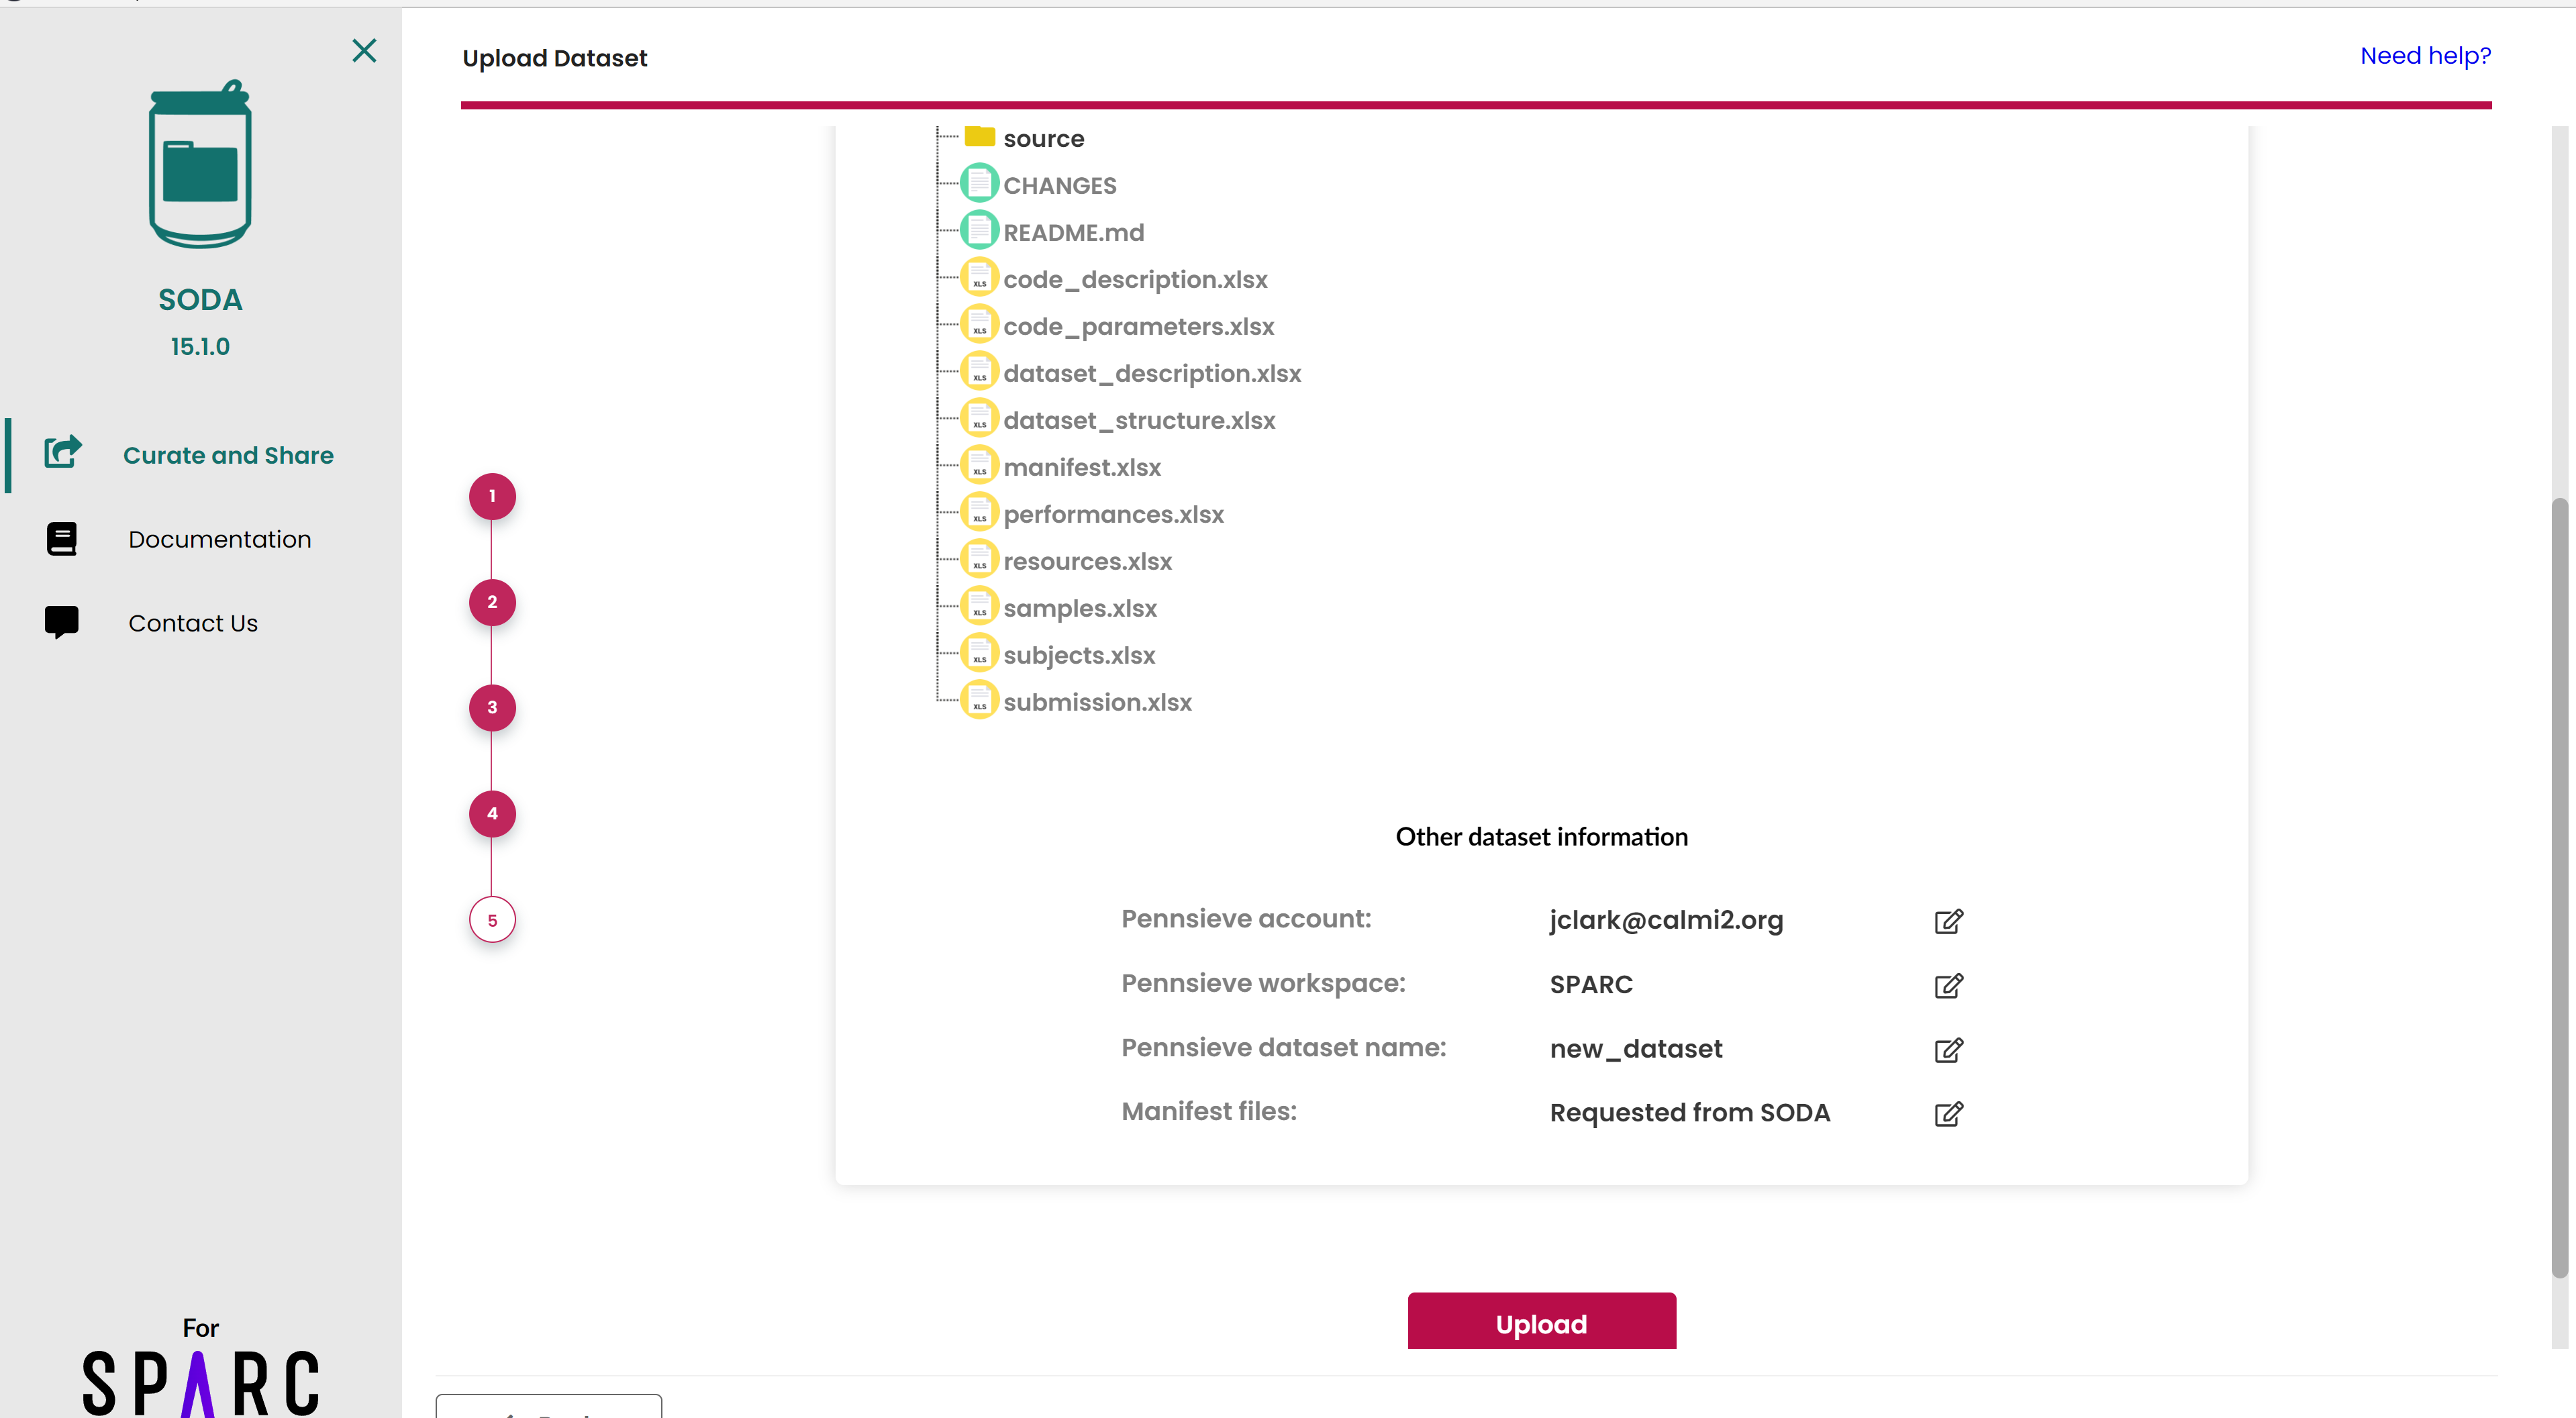 Upload Dataset
Need help?
SODA
15.1.0
Curate and Share
Documentation
Contact Us
For
SPARC
1
2
3
4
5
source
CHANGES
README.md
XLS code_description.xlsx
XLS code_parameters.xlsx
XLS dataset_description.xlsx
XLS dataset_structure.xlsx
XLS manifest.xlsx
XLS performances.xlsx
XLS resources.xlsx
XLS samples.xlsx
XLS subjects.xlsx
XLS submission.xlsx
Other dataset information
Pennsieve account: jclark@calmi2.org
Pennsieve workspace: SPARC
Pennsieve dataset name: new_dataset
Manifest files: Requested from SODA
Upload